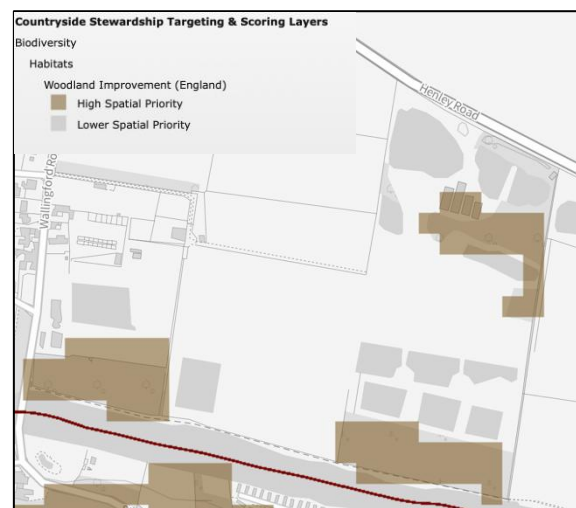 Countryside Stewardship Targeting & Scoring Layers
Biodiversity
Habitats
Woodland Improvement (England)
High Spatial Priority
Lower Spatial Priority
Henley Road
Wallingford Ro